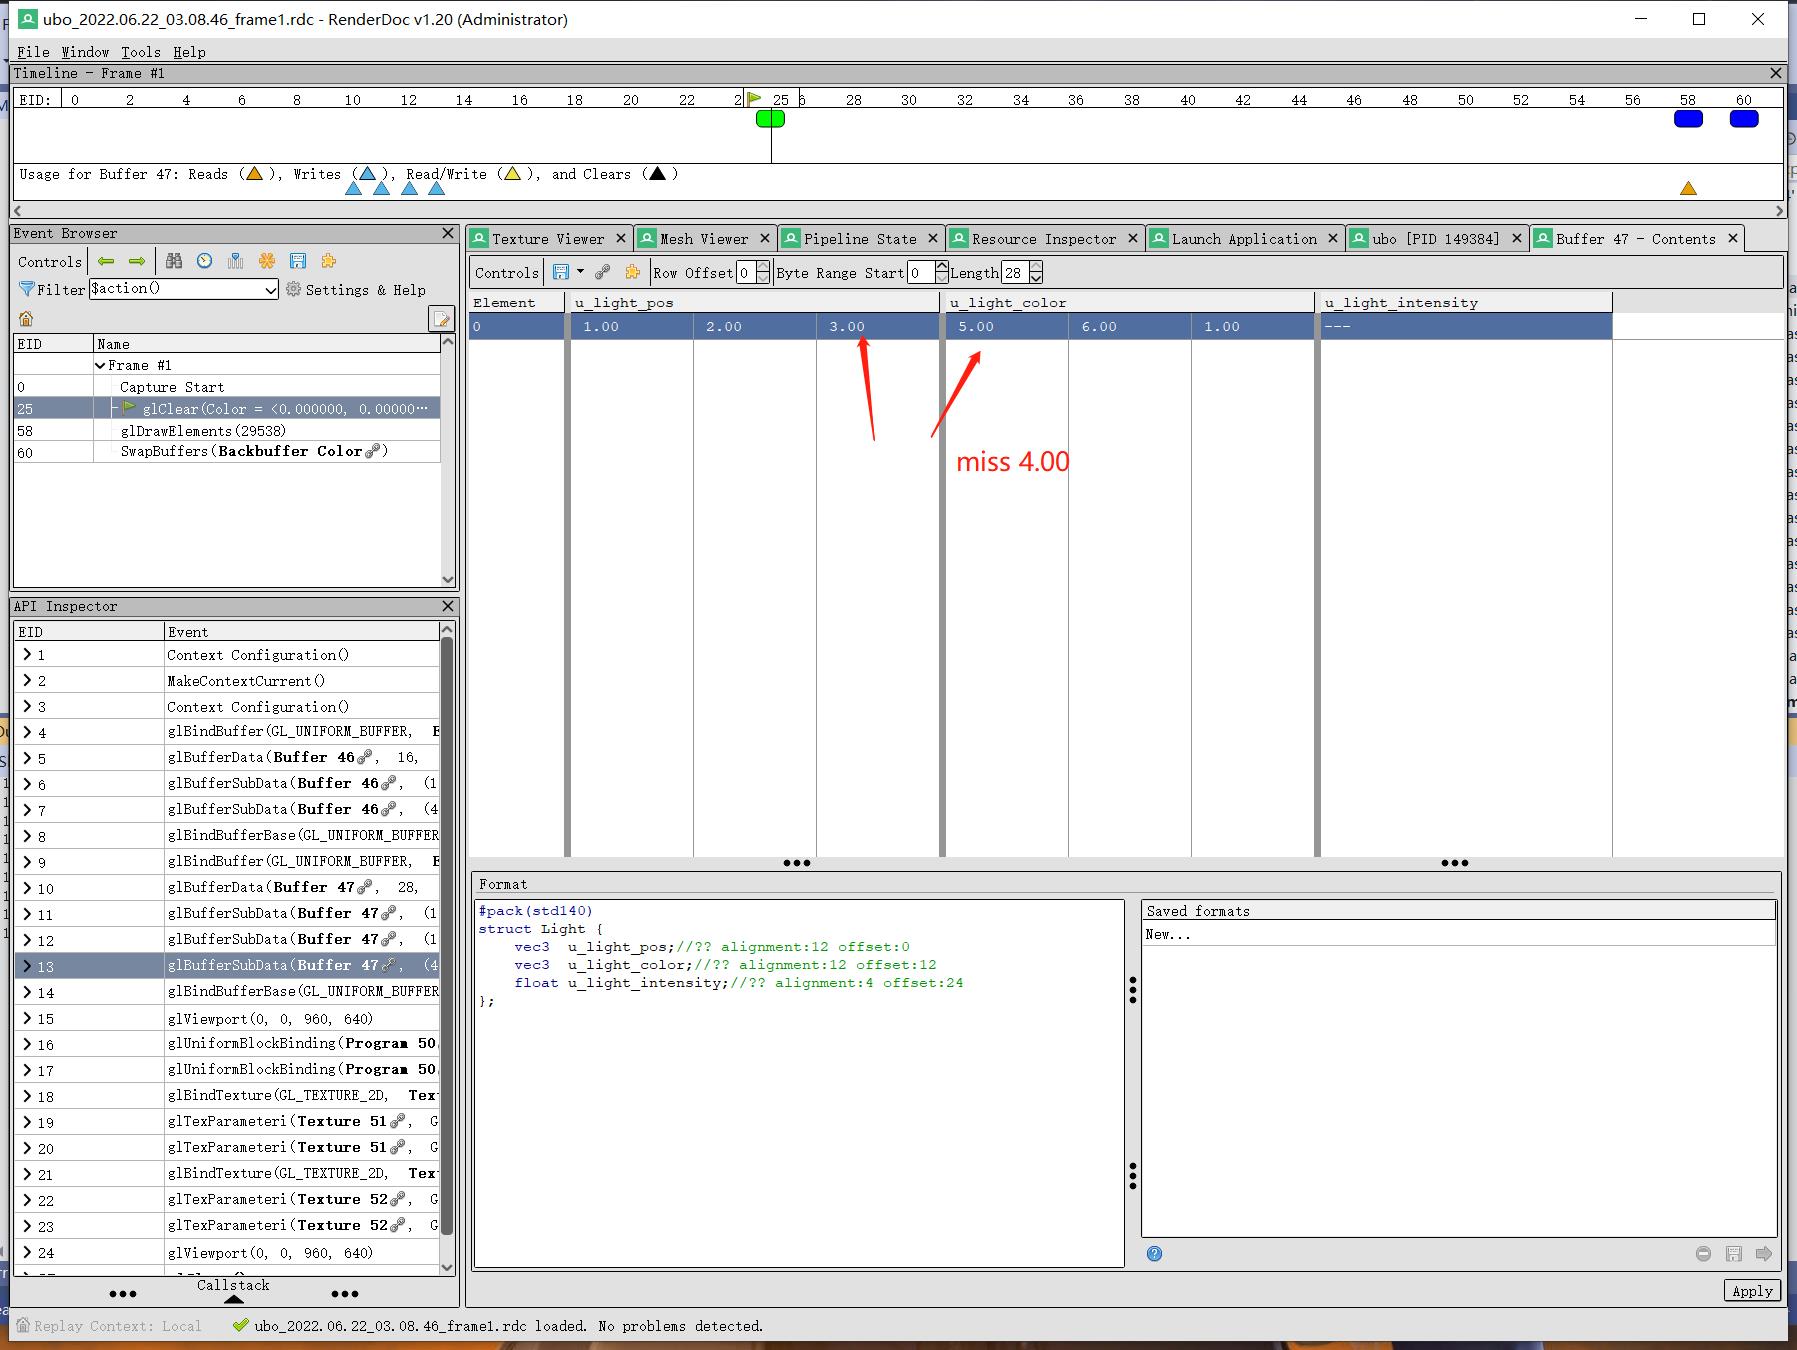 ubo_2022.06.22_03.08.46_frame1.rdc - RenderDoc v1.20 (Administrator)
File Window Tools Help
Timeline - Frame #1
EID: 0 2 4 6 8 10 12 14 16 18 20 22 2 25 6 28 30 32 34 36 38 40 42 44 46 48 50 52 54 56 58 60
Usage for Buffer 47: Reads ( ), Writes ( ), Read/Write ( ), and Clears ( )
Event Browser
Controls
Filter $action() Settings & Help
EID Name
Frame #1
0 Capture Start
25 glClear(Color = <0.000000, 0.00000…
58 glDrawElements(29538)
60 SwapBuffers(Backbuffer Color )
API Inspector
EID Event
1 Context Configuration()
2 MakeContextCurrent()
3 Context Configuration()
4 glBindBuffer(GL_UNIFORM_BUFFER,
5 glBufferData(Buffer 46 , 16,
6 glBufferSubData(Buffer 46 , (1
7 glBufferSubData(Buffer 46 , (4
8 glBindBufferBase(GL_UNIFORM_BUFFER
9 glBindBuffer(GL_UNIFORM_BUFFER,
10 glBufferData(Buffer 47 , 28,
11 glBufferSubData(Buffer 47 , (1
12 glBufferSubData(Buffer 47 , (1
13 glBufferSubData(Buffer 47 , (4
14 glBindBufferBase(GL_UNIFORM_BUFFER
15 glViewport(0, 0, 960, 640)
16 glUniformBlockBinding(Program 50
17 glUniformBlockBinding(Program 50
18 glBindTexture(GL_TEXTURE_2D, Tex
19 glTexParameteri(Texture 51 , G
20 glTexParameteri(Texture 51 , G
21 glBindTexture(GL_TEXTURE_2D, Tex
22 glTexParameteri(Texture 52 , G
23 glTexParameteri(Texture 52 , G
24 glViewport(0, 0, 960, 640)
Callstack
Texture Viewer Mesh Viewer Pipeline State Resource Inspector Launch Application ubo [PID 149384] Buffer 47 - Contents
Controls Row Offset 0 Byte Range Start 0 Length 28
Element u_light_pos u_light_color u_light_intensity
0 1.00 2.00 3.00 5.00 6.00 1.00 ---
miss 4.00
Format
#pack(std140)
struct Light {
vec3 u_light_pos;//?? alignment:12 offset:0
vec3 u_light_color;//?? alignment:12 offset:12
float u_light_intensity;//?? alignment:4 offset:24
};
Saved formats
New...
Apply
Replay Context: Local ubo_2022.06.22_03.08.46_frame1.rdc loaded. No problems detected.